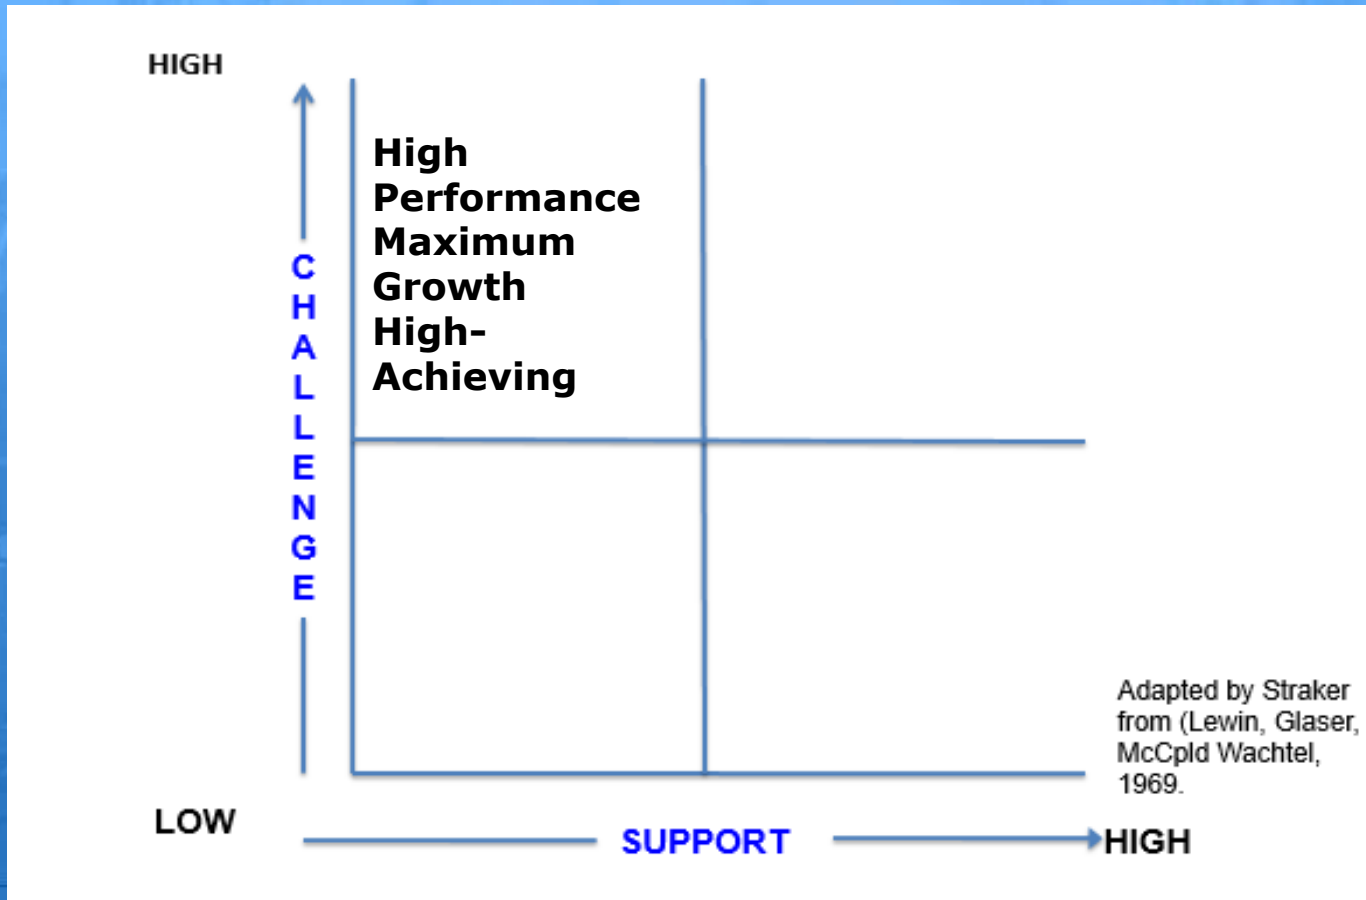 HIGH
High
Performance
Maximum
Growth
High-
Achieving
CHALLENGE
Adapted by Straker
from (Lewin, Glaser,
McCpld Wachtel,
1969.
LOW
SUPPORT
HIGH